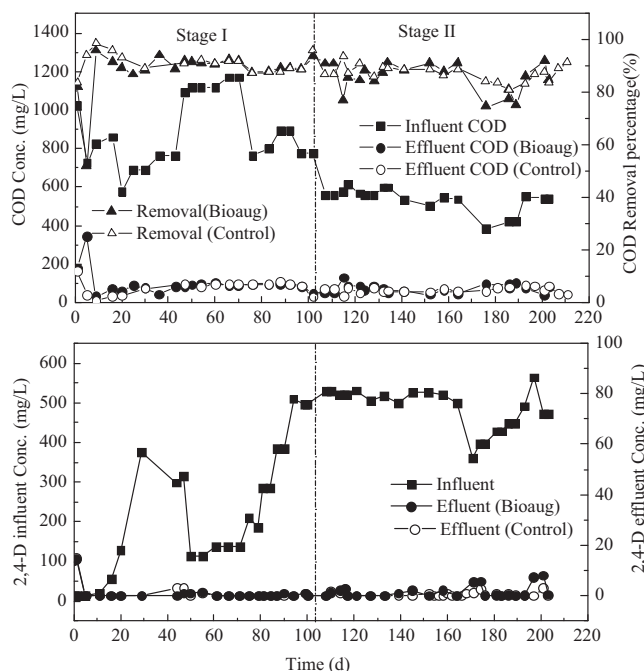 Stage I
Stage II
COD Conc. (mg/L)
1400
1200
1000
800
600
400
200
0
COD Removal percentage(%)
100
80
60
40
20
0
Influent COD
Effluent COD (Bioaug)
Effluent COD (Control)
Removal(Bioaug)
Removal (Control)
0 20 40 60 80 100 120 140 160 180 200 220
2,4-D influent Conc. (mg/L)
600
500
400
300
200
100
0
2,4-D effluent Conc. (mg/L)
100
80
60
40
20
0
Influent
Efluent (Bioaug)
Effluent (Control)
0 20 40 60 80 100 120 140 160 180 200 220
Time (d)